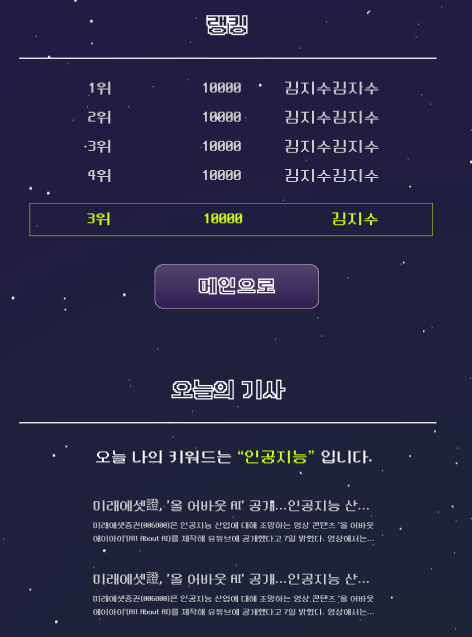 랭킹
1위 10000 김지수김자수
2위 10000 김지수김지수
3위 10000 김지수김지수
4위 10000 김지수김지수
3위 10000 김지수
메인으로
오늘의 기사
오늘 나의 키워드는 “인공지능” 입니다.
미래에셋證, '올 어바웃 AI' 공개...인공지능 산...
미래에셋증권(006800)은 인공지능 산업에 대해 조망하는 영상 콘텐츠 '올 어바웃
에이아이'(All About AI)를 제작해 유튜브에 공개했다고 7일 밝혔다. 영상에서는...
미래에셋證, '올 어바웃 AI' 공개...인공지능 산...
미래에셋증권(006800)은 인공지능 산업에 대해 조망하는 영상 콘텐츠 '올 어바웃
에이아이'(All About AI)를 제작해 유튜브에 공개했다고 7일 밝혔다. 영상에서는...